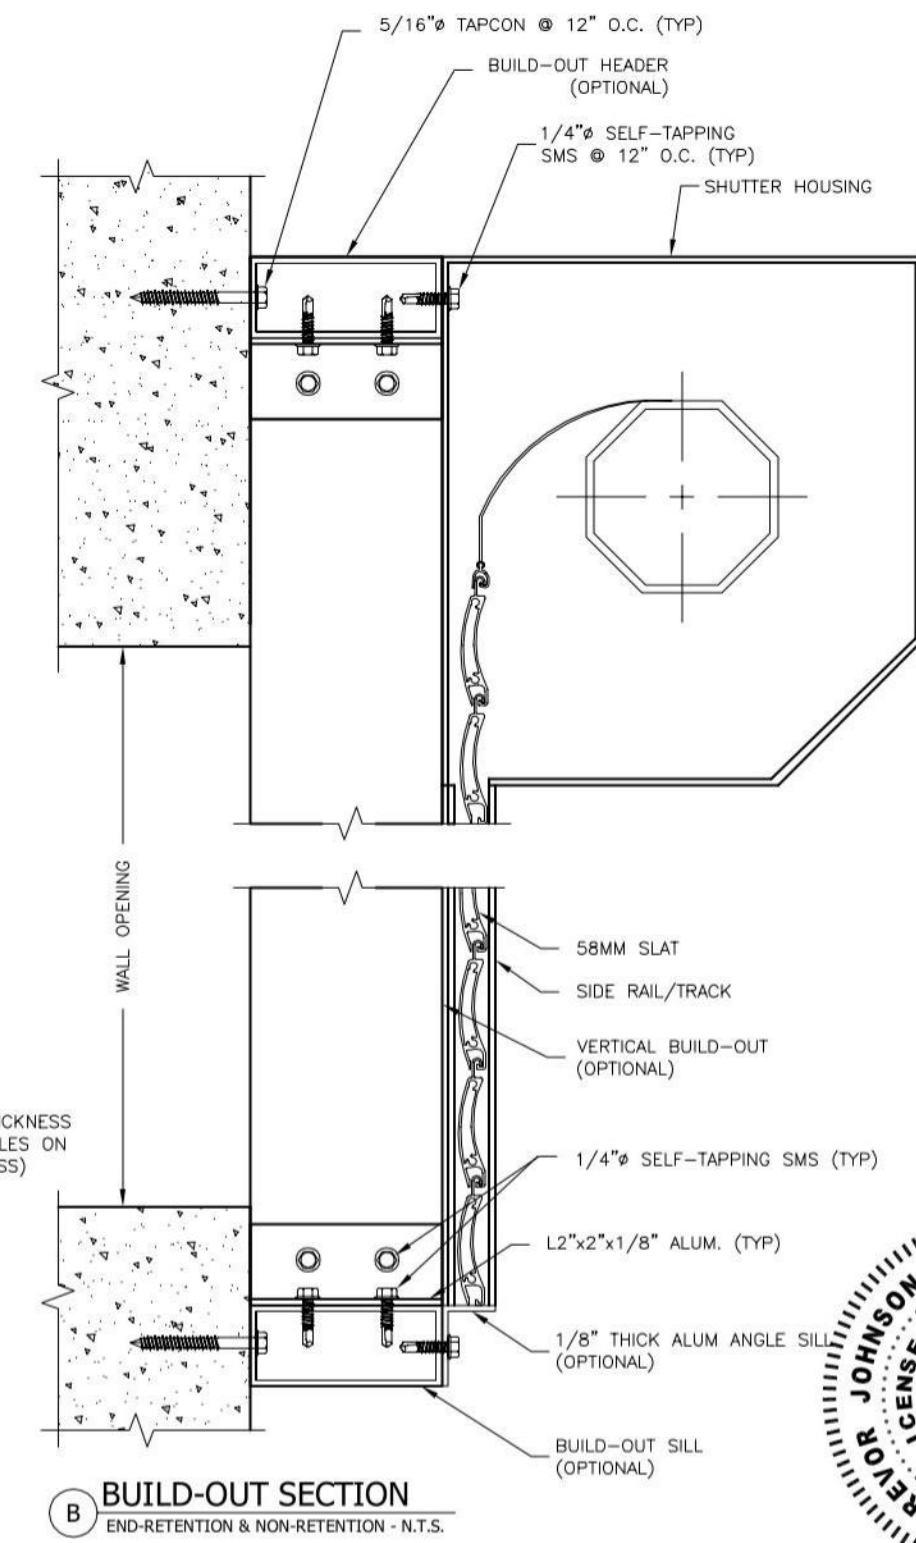 5/16"ø TAPCON @ 12" O.C. (TYP)
BUILD-OUT HEADER
(OPTIONAL)
1/4"ø SELF-TAPPING
SMS @ 12" O.C. (TYP)
SHUTTER HOUSING
WALL OPENING
58MM SLAT
SIDE RAIL/TRACK
VERTICAL BUILD-OUT
(OPTIONAL)
ICKNESS
LES ON
SS)
1/4"ø SELF-TAPPING SMS (TYP)
L2"x2"x1/8" ALUM. (TYP)
1/8" THICK ALUM ANGLE SILL
(OPTIONAL)
BUILD-OUT SILL
(OPTIONAL)
REVOR JOHNSON
ICENSE
B
BUILD-OUT SECTION
END-RETENTION & NON-RETENTION - N.T.S.